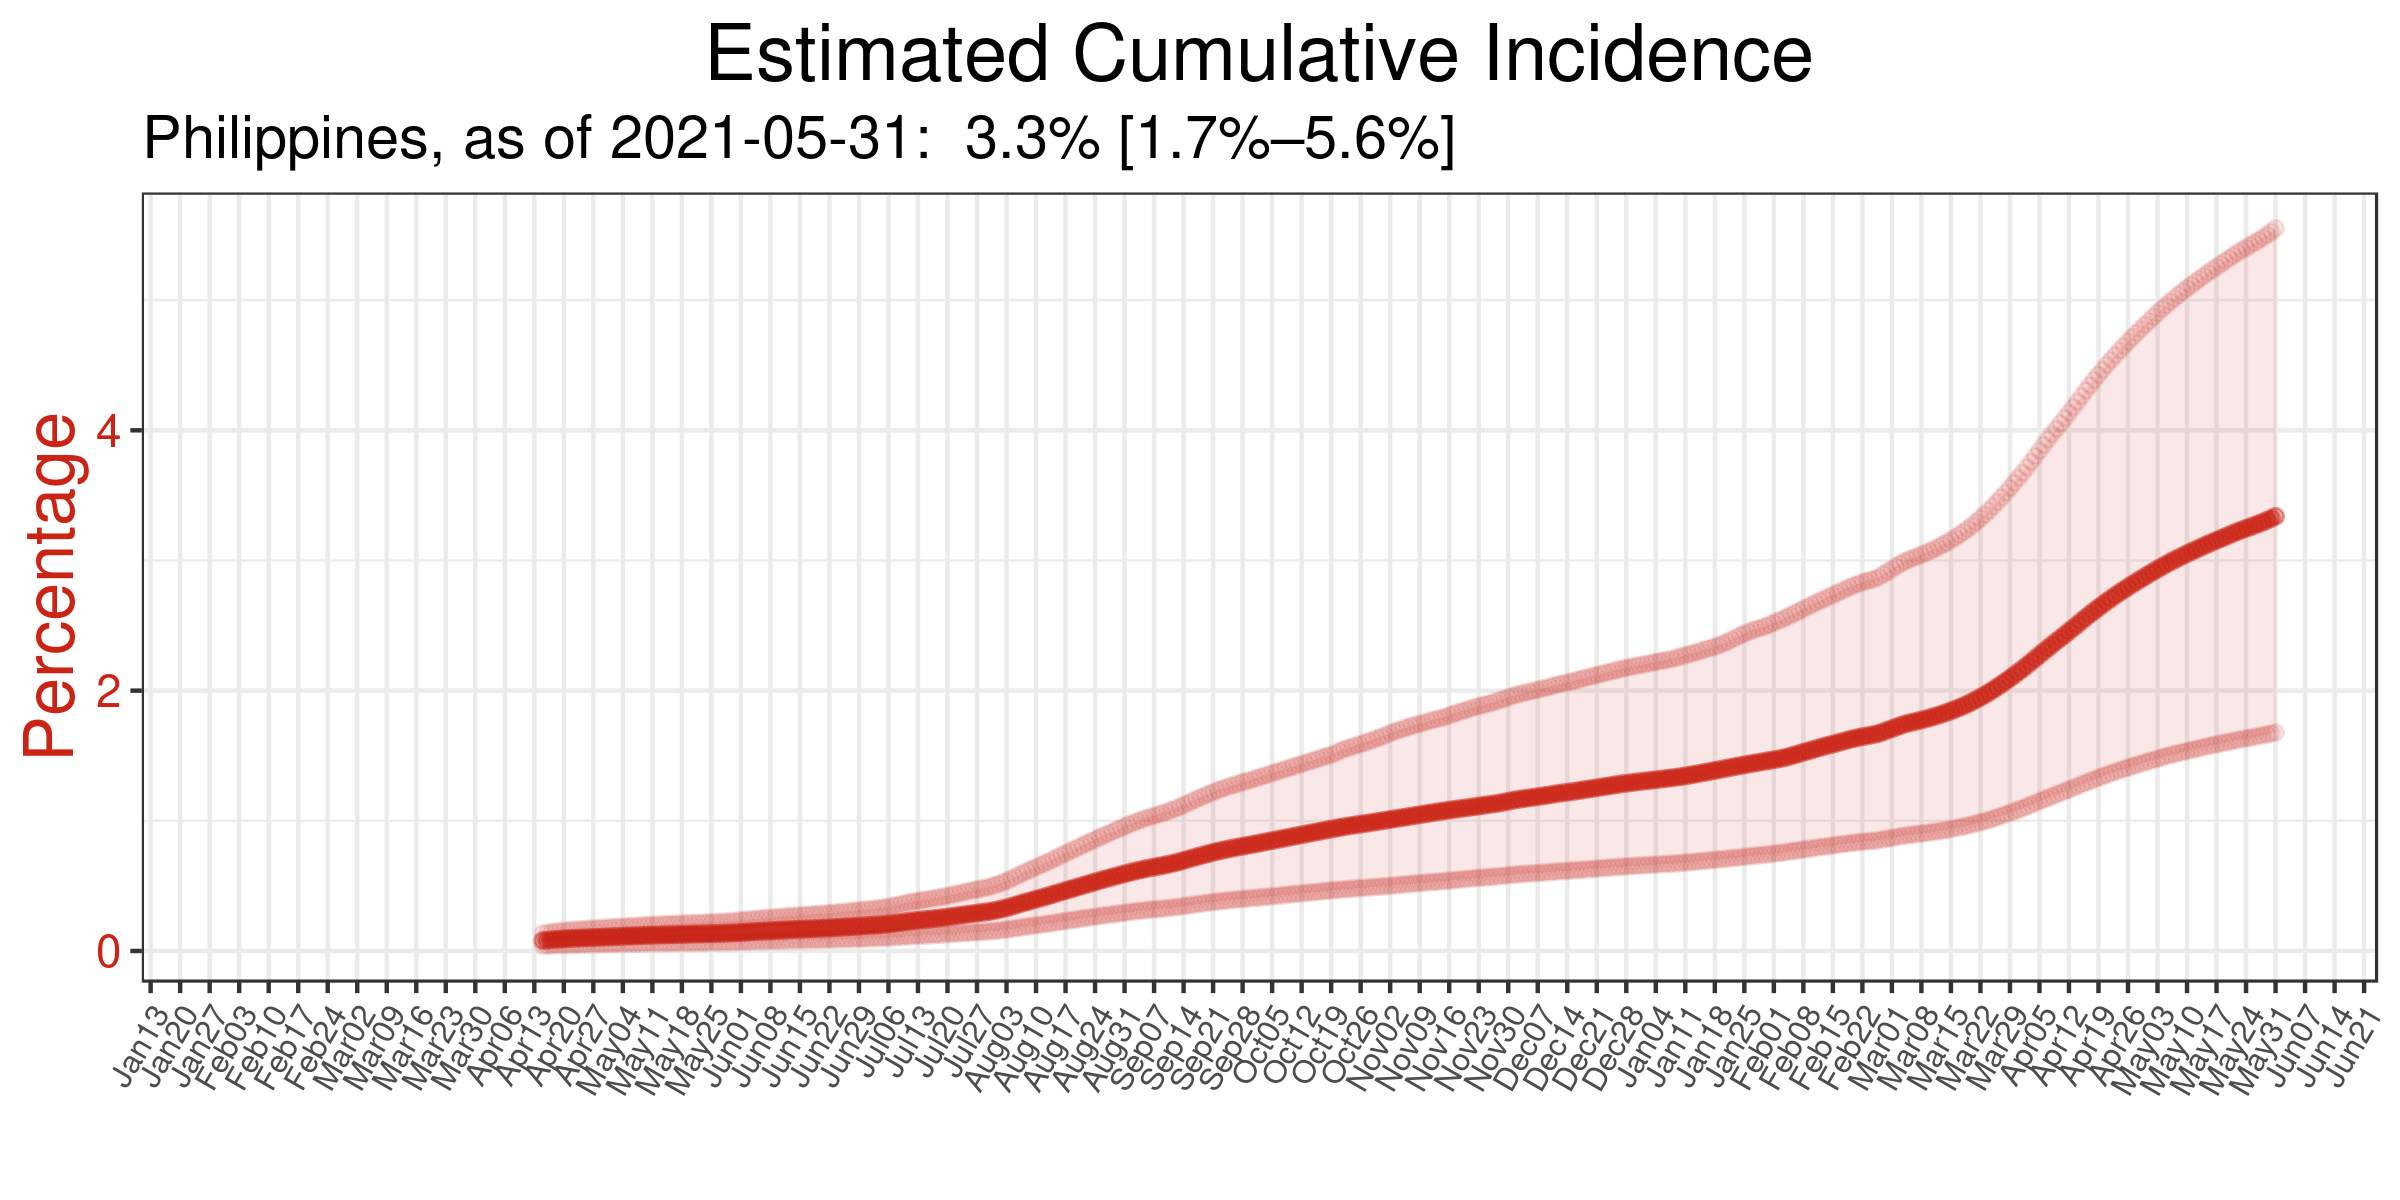 Estimated Cumulative Incidence
Philippines, as of 2021-05-31:  3.3% [1.7%–5.6%]
Percentage
4
2
0
Jan13
Jan20
Jan27
Feb03
Feb10
Feb17
Feb24
Mar02
Mar09
Mar16
Mar23
Mar30
Apr06
Apr13
Apr20
Apr27
May04
May11
May18
May25
Jun01
Jun08
Jun15
Jun22
Jun29
Jul06
Jul13
Jul20
Jul27
Aug03
Aug10
Aug17
Aug24
Aug31
Sep07
Sep14
Sep21
Sep28
Oct05
Oct12
Oct19
Oct26
Nov02
Nov09
Nov16
Nov23
Nov30
Dec07
Dec14
Dec21
Dec28
Jan04
Jan11
Jan18
Jan25
Feb01
Feb08
Feb15
Feb22
Mar01
Mar08
Mar15
Mar22
Mar29
Apr05
Apr12
Apr19
Apr26
May03
May10
May17
May24
May31
Jun07
Jun14
Jun21